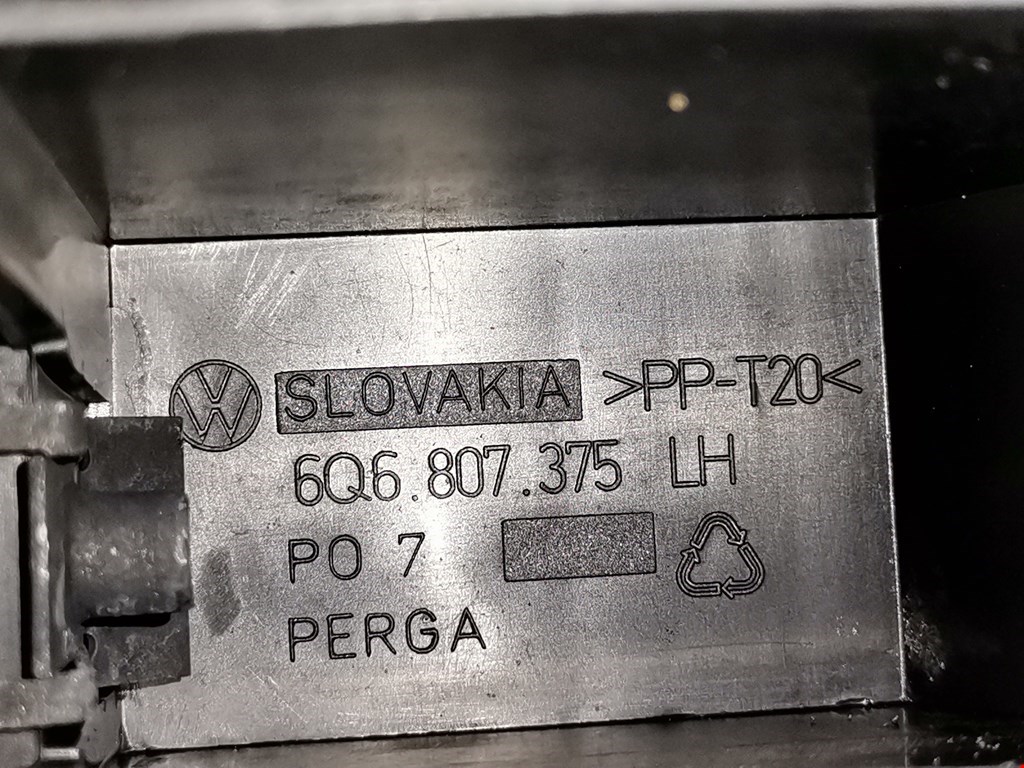 SLOVAKIA >PP-T20<
6Q6.807.375 LH
PO 7
PERGA